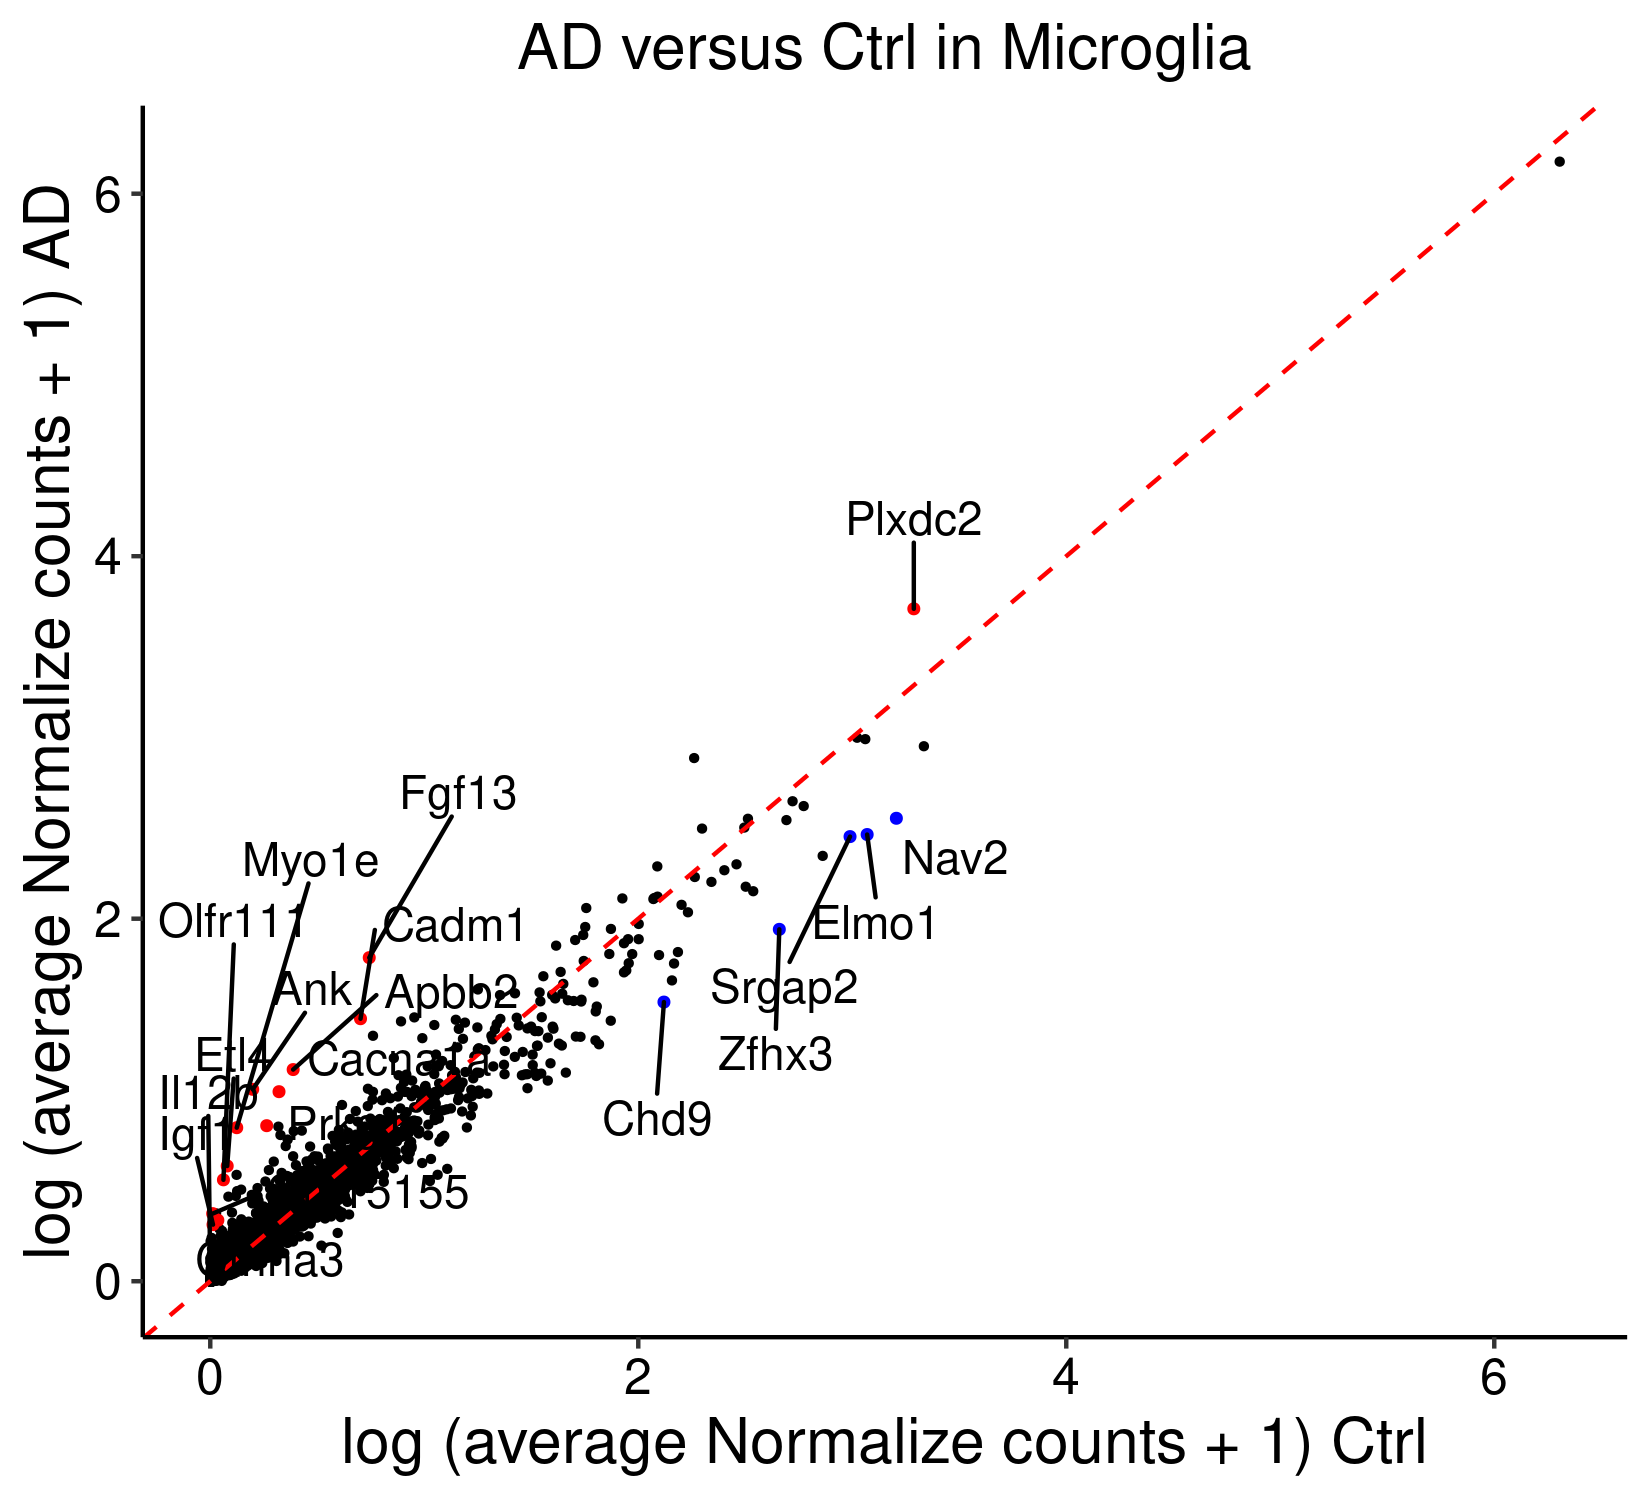 AD versus Ctrl in Microglia
log (average Normalize counts + 1) AD
6
4
2
0
Plxdc2
Fgf13
Myo1e
Olfr111
Cadm1
Nav2
Elmo1
Ank
Apbb2
Srgap2
Etl4
Cacna1a
Zfhx3
Il12b
Igf1
Chd9
0
2
4
6
log (average Normalize counts + 1) Ctrl